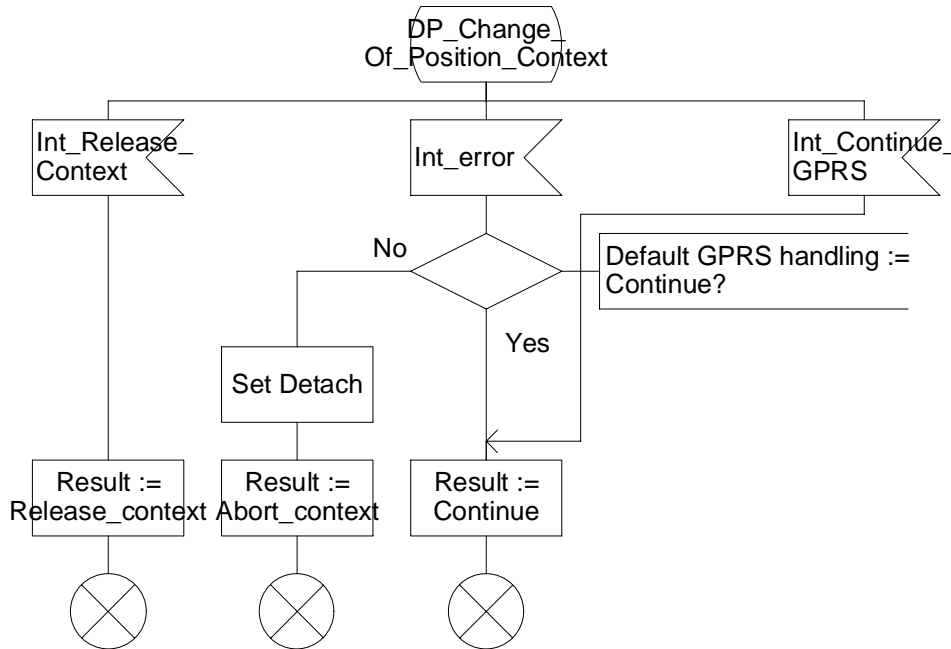 DP_Change_
Of_Position_Context
Int_Release_
Context
Int_error
Int_Continue_
GPRS
No
Default GPRS handling :=
Continue?
Yes
Set Detach
Result :=
Release_context
Result :=
Abort_context
Result :=
Continue